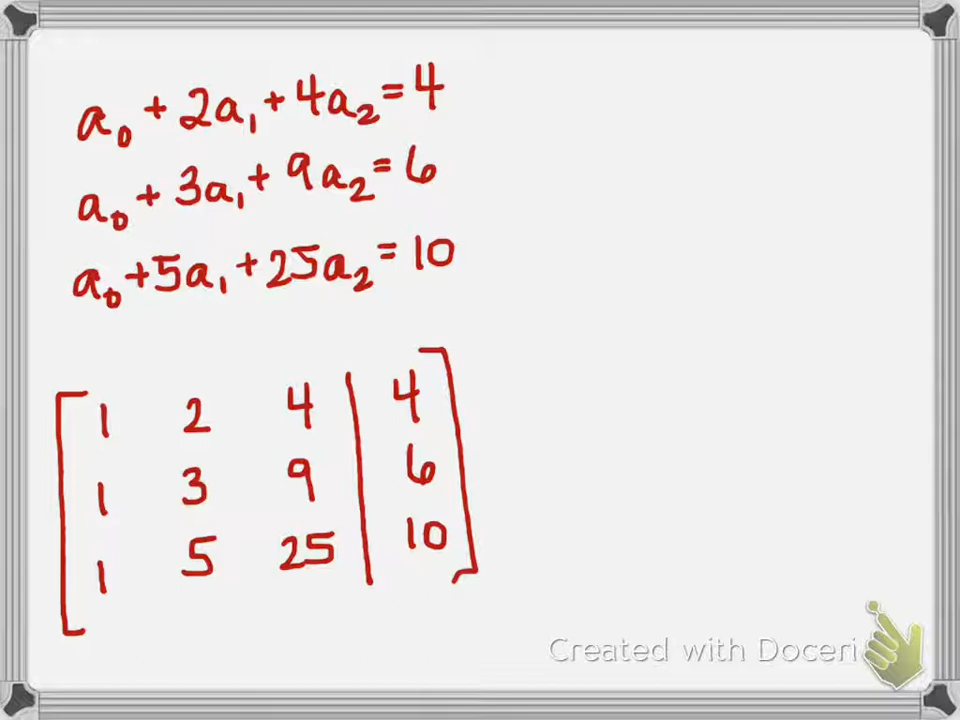 a₀ + 2a₁ + 4a₂ = 4
a₀ + 3a₁ + 9a₂ = 6
a₀ + 5a₁ + 25a₂ = 10
1 2 4 | 4
1 3 9 | 6
1 5 25 | 10
Created with Doceri